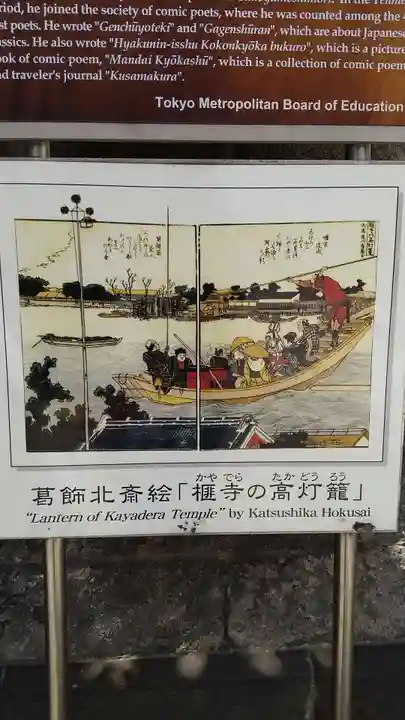 riod, he joined the society of comic poets, where he was counted among the
st poets. He wrote "Genchūyoteki" and "Gagenshūran", which are about Japanese
assics. He also wrote "Hyakunin-isshu Kokonkyōka bukuro", which is a picture
ook of comic poem, "Mandai Kyōkashū", which is a collection of comic poem
nd traveler's journal "Kusamakura".
Tokyo Metropolitan Board of Education
かや でら たか どう ろう
葛飾北斎絵「榧寺の高灯籠」
"Lantern of Kayadera Temple" by Katsushika Hokusai